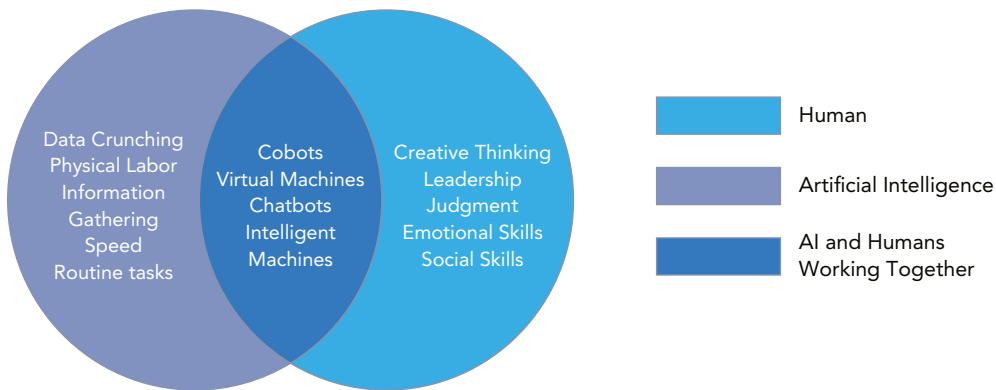 Data Crunching
Physical Labor
Information
Gathering
Speed
Routine tasks
Cobots
Virtual Machines
Chatbots
Intelligent
Machines
Creative Thinking
Leadership
Judgment
Emotional Skills
Social Skills
Human
Artificial Intelligence
AI and Humans
Working Together